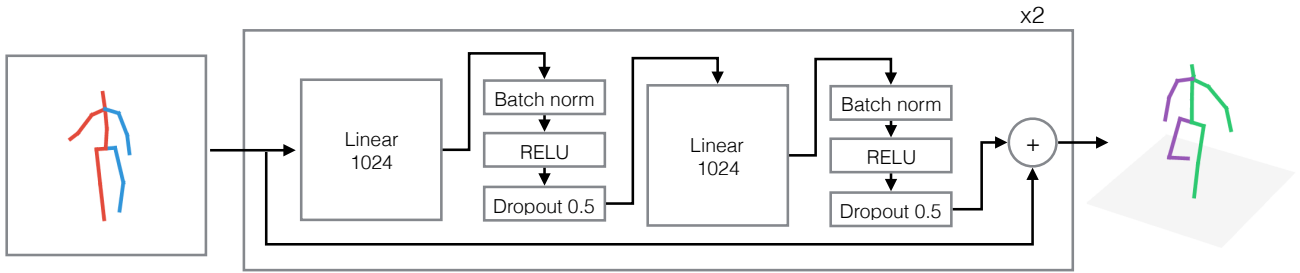 x2
Linear
1024
Batch norm
RELU
Dropout 0.5
Linear
1024
Batch norm
RELU
Dropout 0.5
+